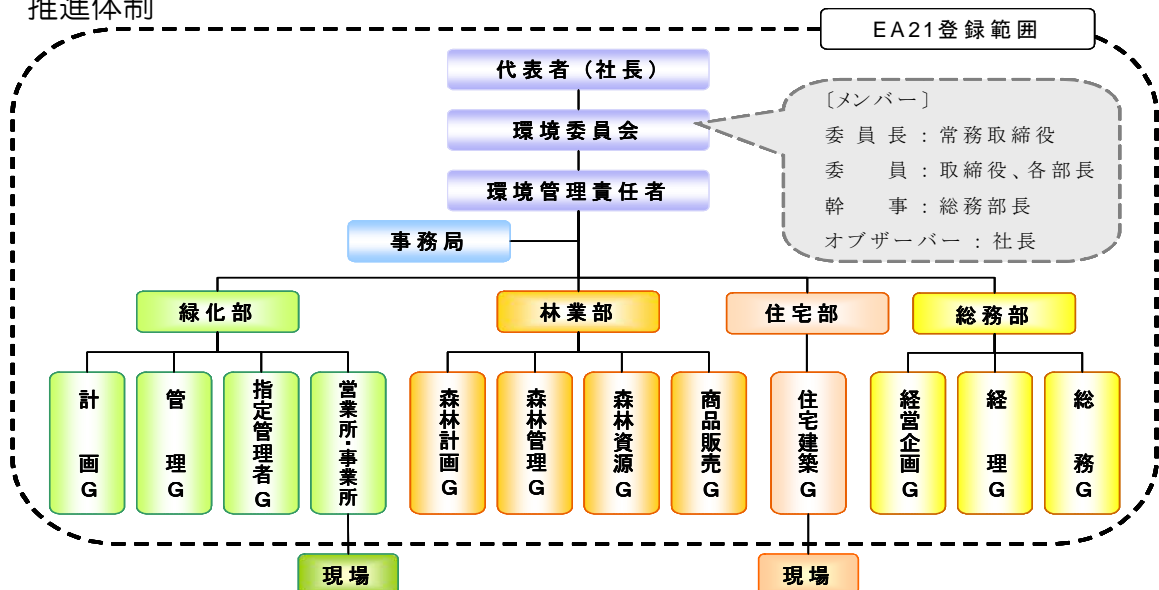 推進体制
EA21登録範囲
代表者（社長）
環境委員会
環境管理責任者
事務局
〔メンバー〕
委員長：常務取締役
委　員：取締役、各部長
幹　事：総務部長
オブザーバー：社長
緑化部
林業部
住宅部
総務部
計画G
管理G
指定管理者G
営業所・事業所
森林計画G
森林管理G
森林資源G
商品販売G
住宅建築G
経営企画G
経理G
総務G
現場
現場